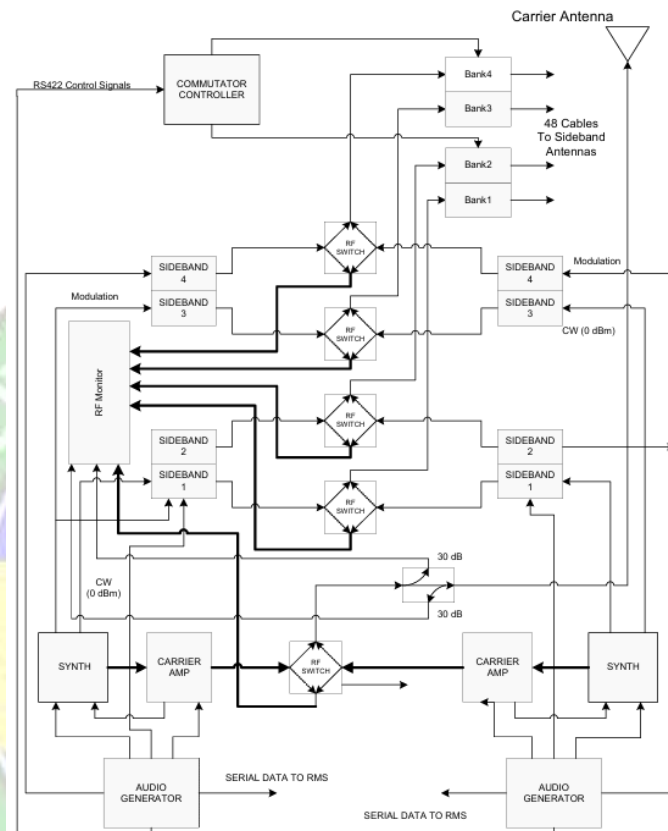 Carrier Antenna
RS422 Control Signals
COMMUTATOR
CONTROLLER
Bank4
Bank3
48 Cables
To Sideband
Antennas
Bank2
Bank1
RF
SWITCH
SIDEBAND
4
SIDEBAND
4
Modulation
Modulation
SIDEBAND
3
SIDEBAND
3
CW (0 dBm)
RF
SWITCH
RF Monitor
RF
SWITCH
SIDEBAND
2
SIDEBAND
2
SIDEBAND
1
SIDEBAND
1
RF
SWITCH
30 dB
CW
(0 dBm)
30 dB
SYNTH
CARRIER
AMP
RF
SWITCH
CARRIER
AMP
SYNTH
AUDIO
GENERATOR
SERIAL DATA TO RMS
SERIAL DATA TO RMS
AUDIO
GENERATOR